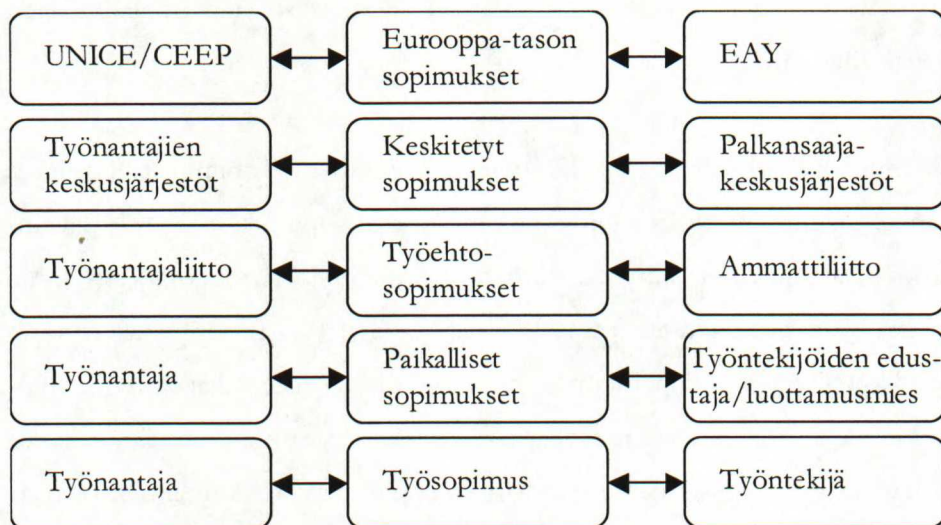 UNICE/CEEP
Eurooppa-tason
sopimukset
EAY
Työnantajien
keskusjärjestöt
Keskitetyt
sopimukset
Palkansaaja-
keskusjärjestöt
Työnantajaliitto
Työehto-
sopimukset
Ammattiliitto
Työnantaja
Paikalliset
sopimukset
Työntekijöiden edus-
taja/luottamusmies
Työnantaja
Työsopimus
Työntekijä